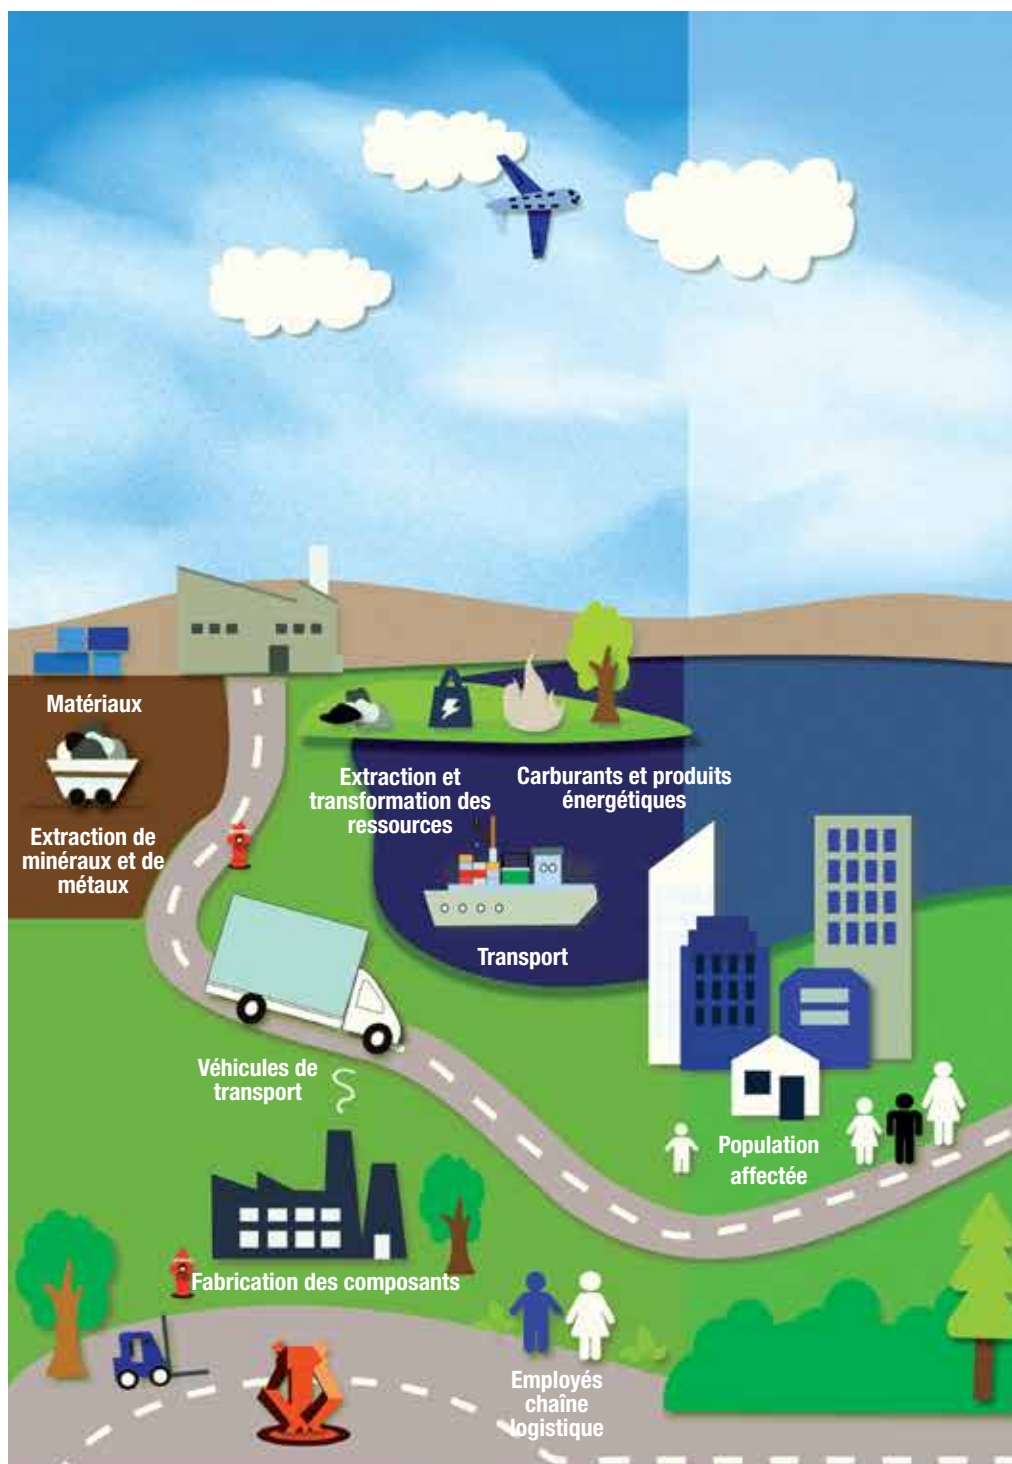 Matériaux
Extraction de
minéraux et de
métaux
Extraction et
transformation des
ressources
Carburants et produits
énergétiques
Transport
Véhicules de
transport
Population
affectée
Fabrication des composants
Employés
chaîne
logistique